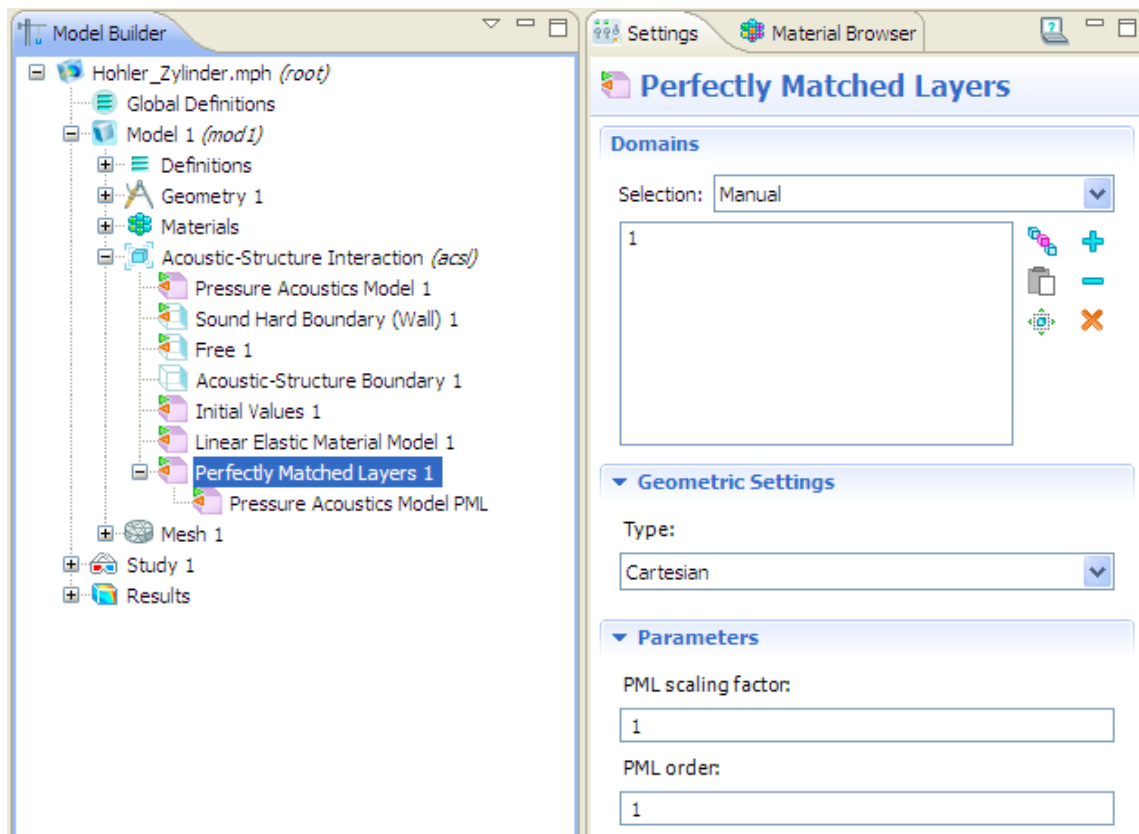 Model Builder
Hohler_Zylinder.mph (root)
Global Definitions
Model 1 (mod1)
Definitions
Geometry 1
Materials
Acoustic-Structure Interaction (acsl)
Pressure Acoustics Model 1
Sound Hard Boundary (Wall) 1
Free 1
Acoustic-Structure Boundary 1
Initial Values 1
Linear Elastic Material Model 1
Perfectly Matched Layers 1
Pressure Acoustics Model PML
Mesh 1
Study 1
Results
Settings
Material Browser
Perfectly Matched Layers
Domains
Selection: Manual
1
Geometric Settings
Type:
Cartesian
Parameters
PML scaling factor:
1
PML order:
1